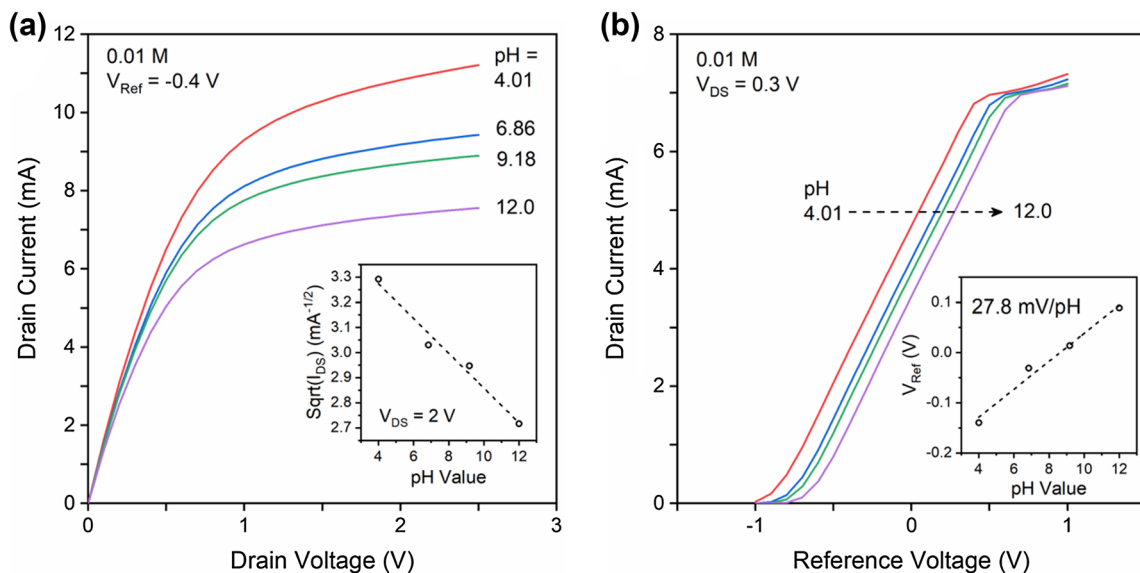 (a)
12
10
8
6
4
2
0
Drain Current (mA)
0.01 M
V_Ref = -0.4 V
pH =
4.01
6.86
9.18
12.0
3.3
3.2
3.1
3.0
2.9
2.8
2.7
Sqrt(I_DS) (mA^-1/2)
V_DS = 2 V
4 6 8 10 12
pH Value
0 1 2 3
Drain Voltage (V)
(b)
8
6
4
2
0
Drain Current (mA)
0.01 M
V_DS = 0.3 V
pH
4.01
12.0
27.8 mV/pH
0.1
0.0
-0.1
-0.2
V_Ref (V)
4 6 8 10 12
pH Value
-1 0 1
Reference Voltage (V)